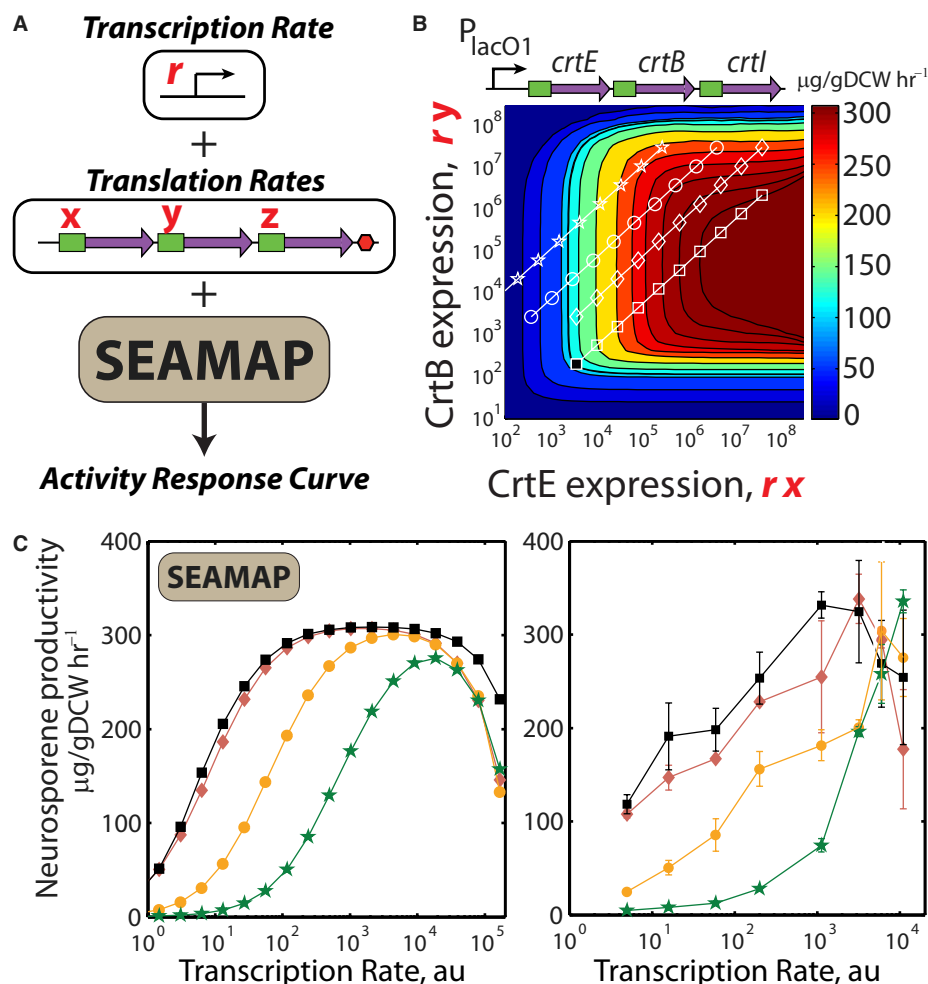 A
Transcription Rate
r
+
Translation Rates
x y z
+
SEAMAP
Activity Response Curve
B
PlacO1
crtE crtB crtI
µg/gDCW hr⁻¹
CrtB expression, r y
10⁸
10⁷
10⁶
10⁵
10⁴
10³
10²
10¹
10² 10³ 10⁴ 10⁵ 10⁶ 10⁷ 10⁸
CrtE expression, r x
300
250
200
150
100
50
0
C
Neurosporene productivity
µg/gDCW hr⁻¹
SEAMAP
400
300
200
100
0
10⁰ 10¹ 10² 10³ 10⁴ 10⁵
Transcription Rate, au
400
300
200
100
0
10⁰ 10¹ 10² 10³ 10⁴
Transcription Rate, au